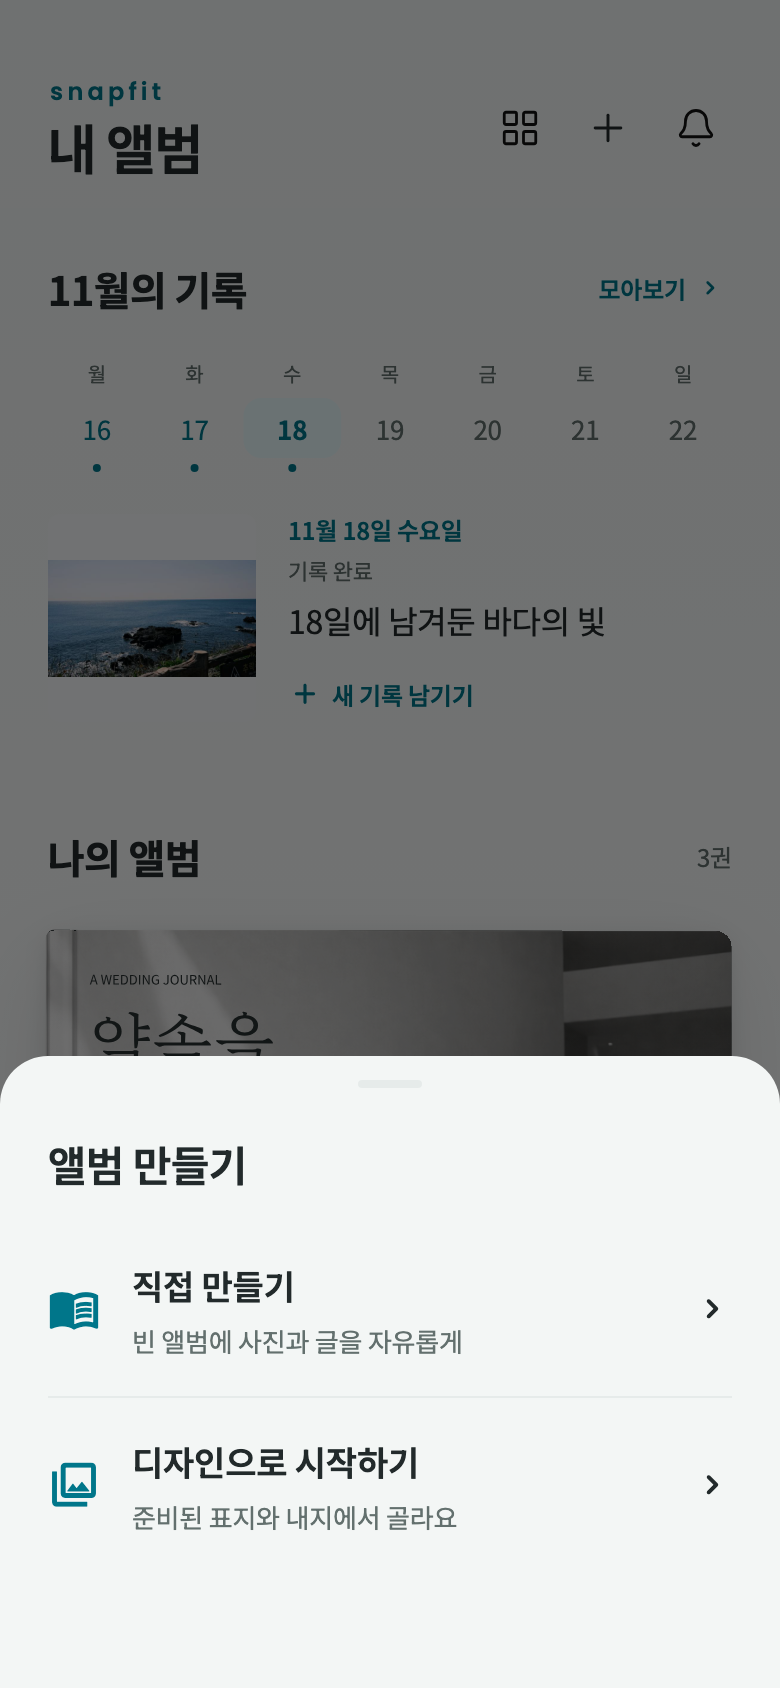 snapfit
내 앨범
11월의 기록
모아보기
월 화 수 목 금 토 일
16 17 18 19 20 21 22
11월 18일 수요일
기록 완료
18일에 남겨둔 바다의 빛
새 기록 남기기
나의 앨범
3권
A WEDDING JOURNAL
약속을
앨범 만들기
직접 만들기
빈 앨범에 사진과 글을 자유롭게
디자인으로 시작하기
준비된 표지와 내지에서 골라요